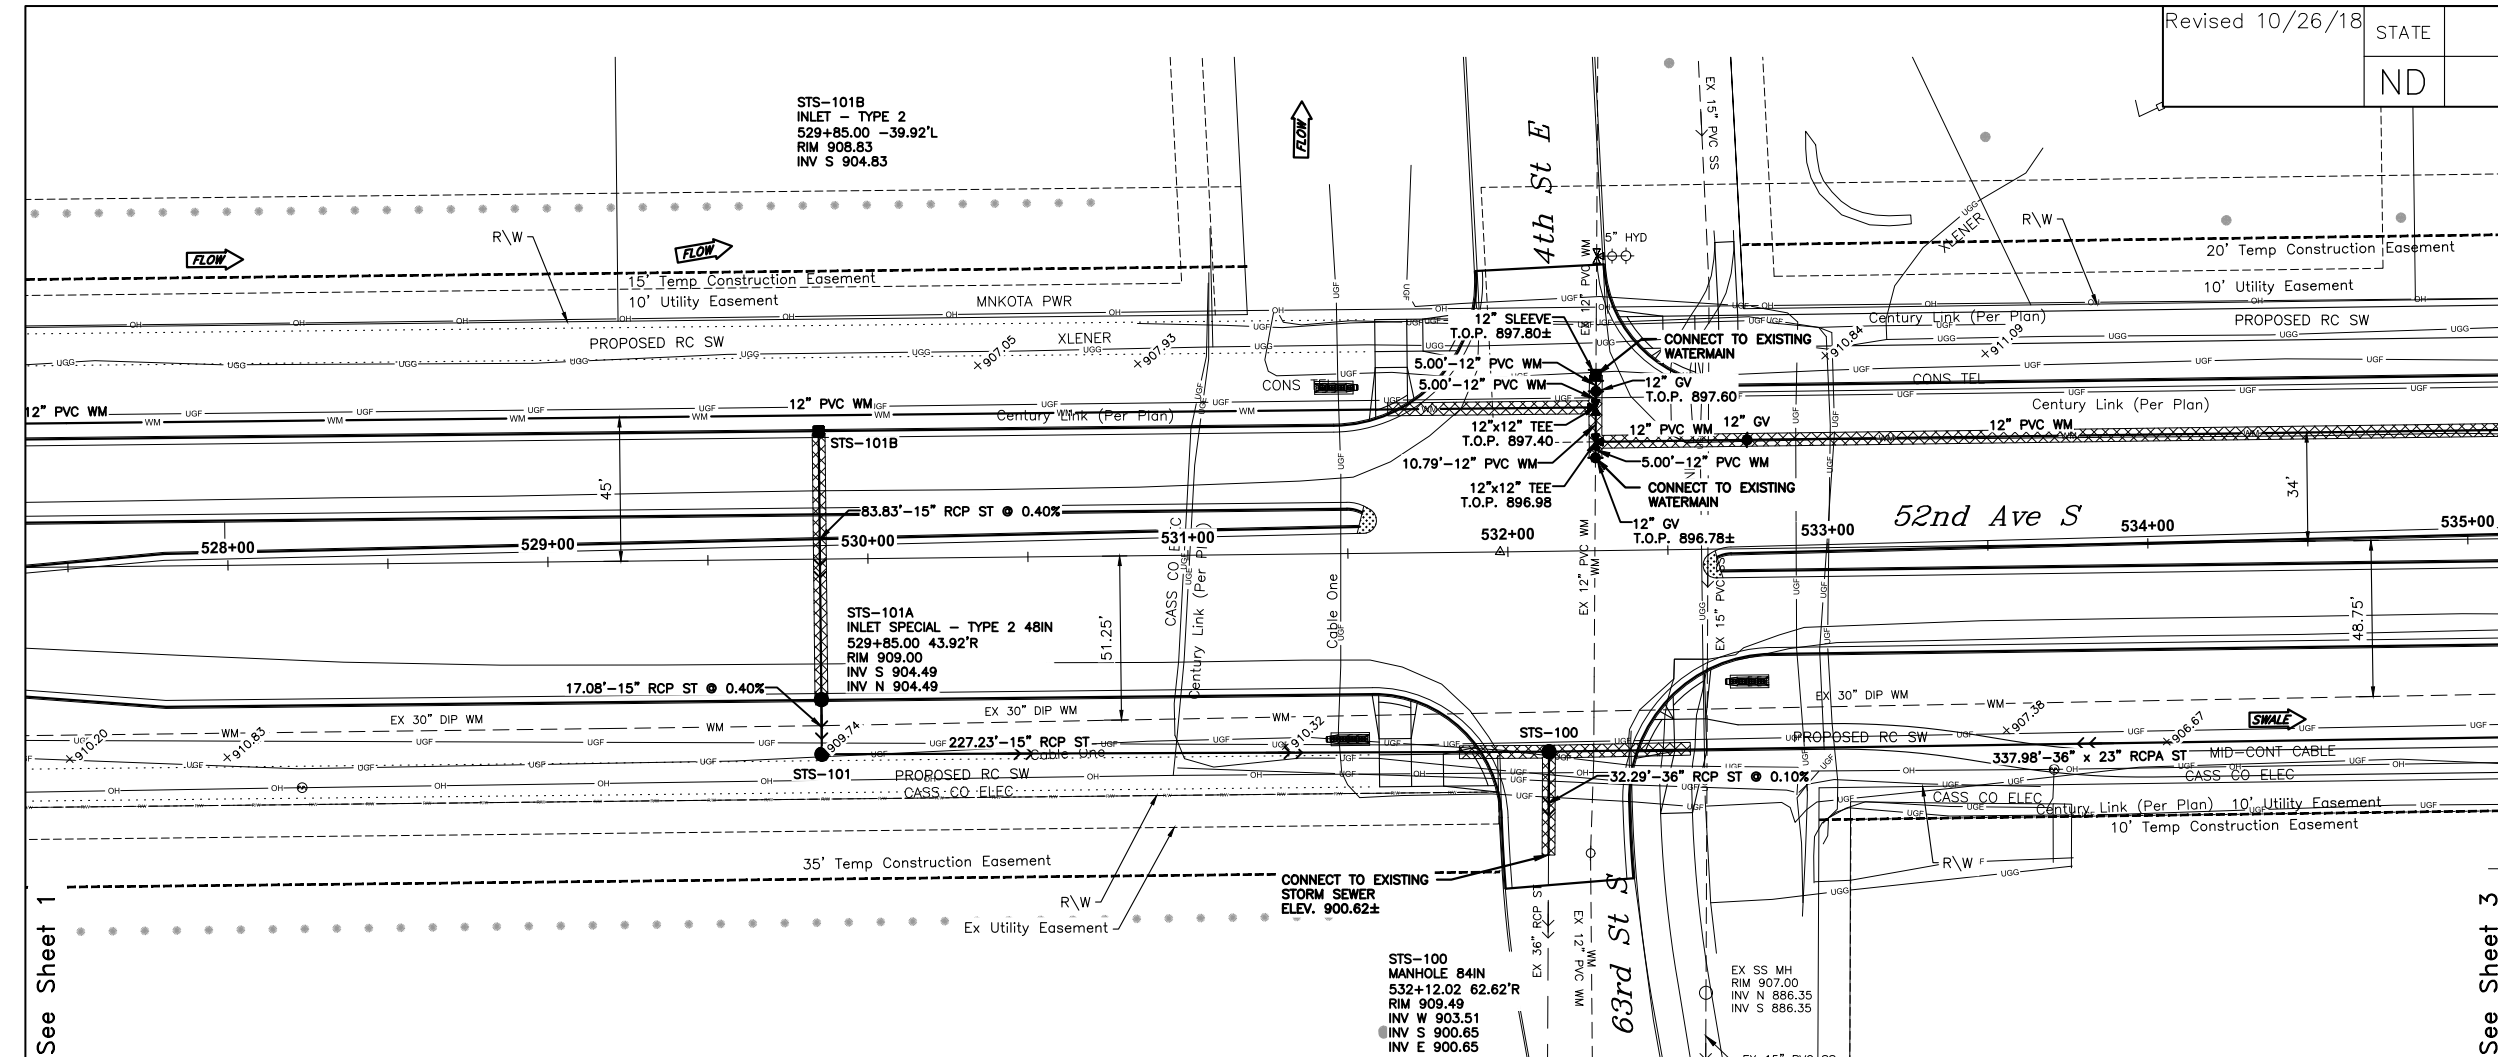 Revised 10/26/18
STATE
ND
STS-101B
INLET - TYPE 2
529+85.00 -39.92'L
RIM 908.83
INV S 904.83
FLOW
FLOW
FLOW
R\W
15' Temp Construction Easement
10' Utility Easement
MNKOTA PWR
PROPOSED RC SW
XLENER
+907.05
+907.93
4th St E
EX 12" PVC WM
5" HYD
EX 15" PVC SS
XLENER
R\W
20' Temp Construction Easement
10' Utility Easement
Century Link (Per Plan)
PROPOSED RC SW
+910.84
+911.09
CONS TEL
Century Link (Per Plan)
12" SLEEVE
T.O.P. 897.80±
CONNECT TO EXISTING
WATERMAIN
5.00'-12" PVC WM
5.00'-12" PVC WM
12" GV
T.O.P. 897.60
CONS TEL
12" PVC WM
12" PVC WM
Century Link (Per Plan)
12"x12" TEE
T.O.P. 897.40
12" PVC WM
12" GV
12" PVC WM
STS-101B
10.79'-12" PVC WM
5.00'-12" PVC WM
12"x12" TEE
T.O.P. 896.98
CONNECT TO EXISTING
WATERMAIN
12" GV
T.O.P. 896.78±
45'
34'
83.83'-15" RCP ST @ 0.40%
52nd Ave S
528+00
529+00
530+00
531+00
532+00
533+00
534+00
535+00
CASS CO ELEC
Century Link (Per Plan)
Cable One
EX 12" PVC WM
EX 15" PVC SS
STS-101A
INLET SPECIAL - TYPE 2 48IN
529+85.00 43.92'R
RIM 909.00
INV S 904.49
INV N 904.49
51.25'
48.75'
17.08'-15" RCP ST @ 0.40%
EX 30" DIP WM
EX 30" DIP WM
EX 30" DIP WM
+910.20
+910.83
909.74
+910.32
+907.38
+906.67
SWALE
227.23'-15" RCP ST
Cable One
STS-100
PROPOSED RC SW
STS-101
PROPOSED RC SW
CASS CO ELEC
32.29'-36" RCP ST @ 0.10%
337.98'-36" x 23" RCPA ST
MID-CONT CABLE
CASS CO ELEC
CASS CO ELEC
Century Link (Per Plan)
10' Utility Easement
10' Temp Construction Easement
35' Temp Construction Easement
R\W
R\W
CONNECT TO EXISTING
STORM SEWER
ELEV. 900.62±
Ex Utility Easement
EX 36" RCP ST
EX 12" PVC WM
63rd St S
STS-100
MANHOLE 84IN
532+12.02 62.62'R
RIM 909.49
INV W 903.51
INV S 900.65
INV E 900.65
EX SS MH
RIM 907.00
INV N 886.35
INV S 886.35
See Sheet 1
See Sheet 3